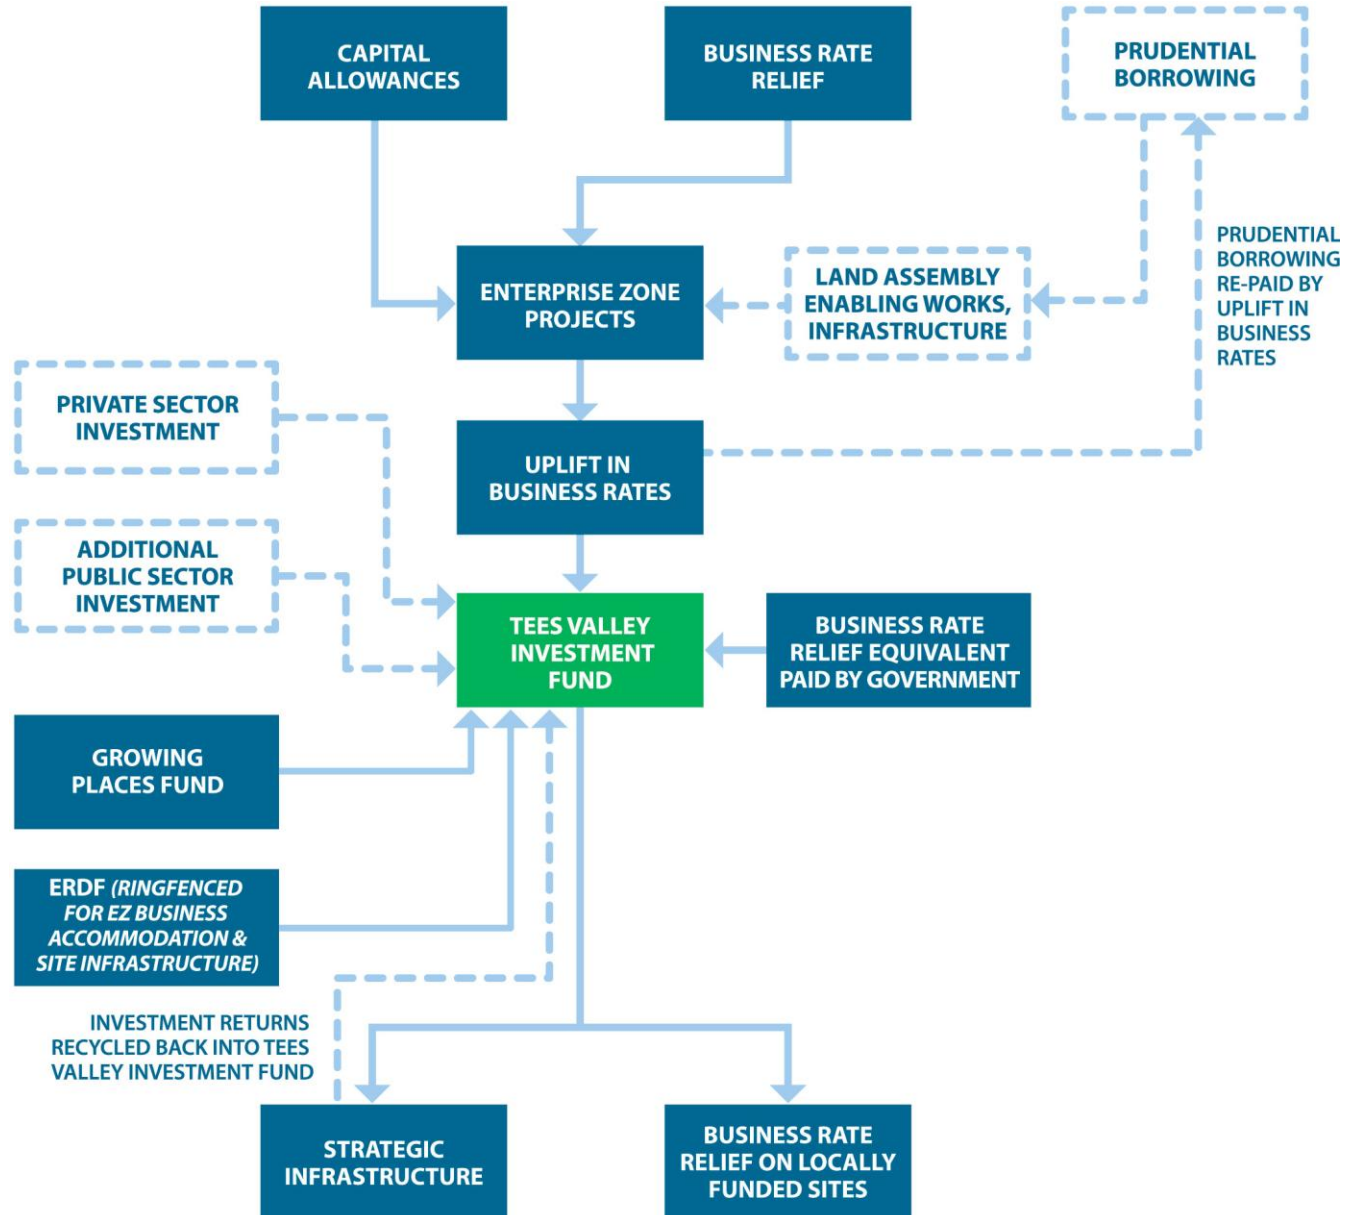 CAPITAL
ALLOWANCES
BUSINESS RATE
RELIEF
PRUDENTIAL
BORROWING
ENTERPRISE ZONE
PROJECTS
LAND ASSEMBLY
ENABLING WORKS,
INFRASTRUCTURE
PRUDENTIAL
BORROWING
RE-PAID BY
UPLIFT IN
BUSINESS
RATES
PRIVATE SECTOR
INVESTMENT
UPLIFT IN
BUSINESS RATES
ADDITIONAL
PUBLIC SECTOR
INVESTMENT
TEES VALLEY
INVESTMENT
FUND
BUSINESS RATE
RELIEF EQUIVALENT
PAID BY GOVERNMENT
GROWING
PLACES FUND
ERDF (RINGFENCED
FOR EZ BUSINESS
ACCOMMODATION &
SITE INFRASTRUCTURE)
INVESTMENT RETURNS
RECYCLED BACK INTO TEES
VALLEY INVESTMENT FUND
STRATEGIC
INFRASTRUCTURE
BUSINESS RATE
RELIEF ON LOCALLY
FUNDED SITES